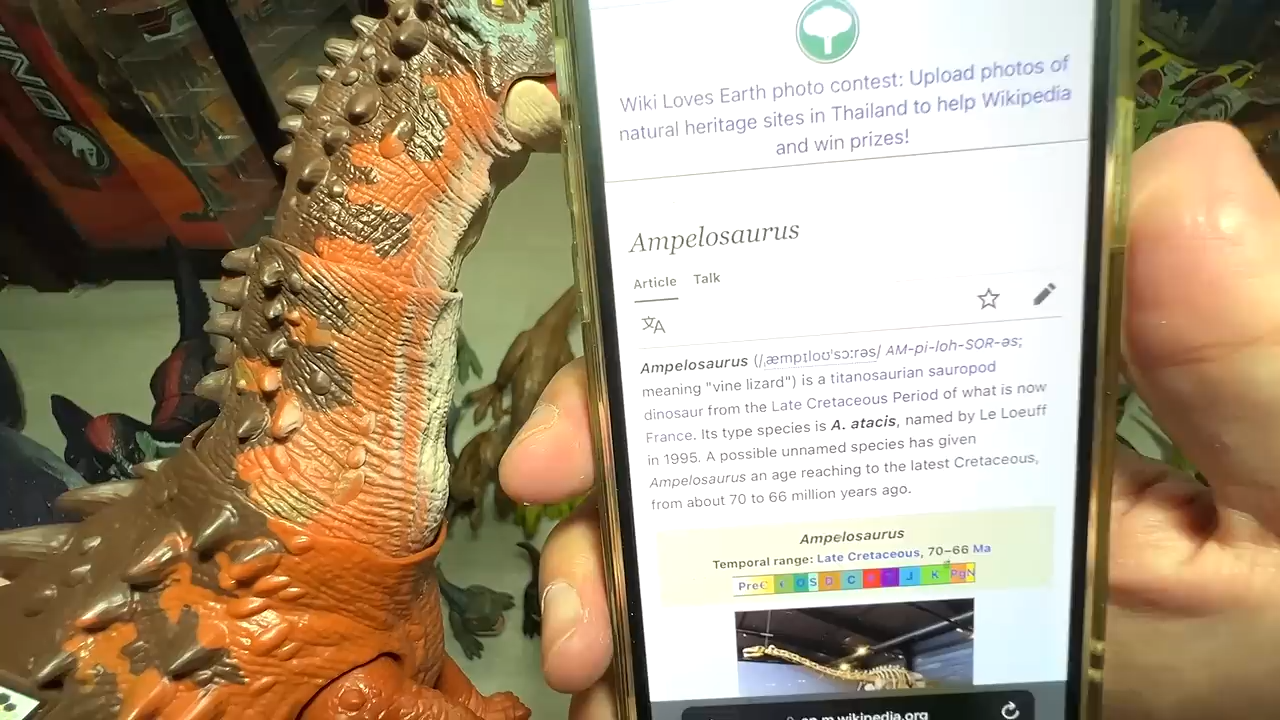 Wiki Loves Earth photo contest: Upload photos of
natural heritage sites in Thailand to help Wikipedia
and win prizes!
Ampelosaurus
Article Talk
Ampelosaurus (/ˌæmpɪloʊˈsɔːrəs/ AM-pi-loh-SOR-əs;
meaning "vine lizard") is a titanosaurian sauropod
dinosaur from the Late Cretaceous Period of what is now
France. Its type species is A. atacis, named by Le Loeuff
in 1995. A possible unnamed species has given
Ampelosaurus an age reaching to the latest Cretaceous,
from about 70 to 66 million years ago.
Ampelosaurus
Temporal range: Late Cretaceous, 70–66 Ma
PreꞒ Ꞓ O S D C J K PgN
en.m.wikipedia.org